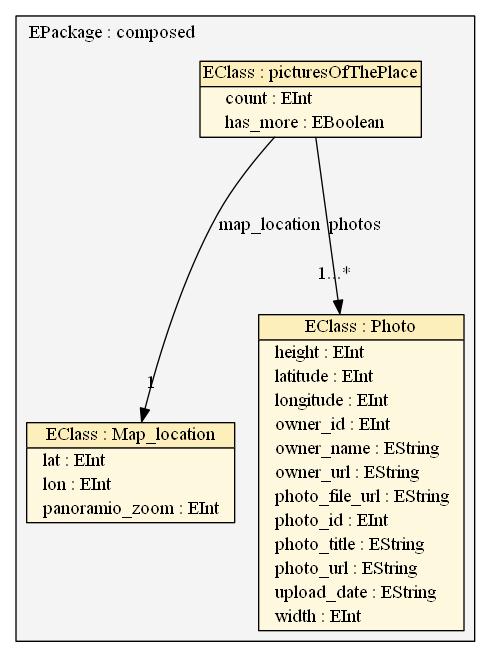 EPackage : composed
EClass : picturesOfThePlace
count : EInt
has_more : EBoolean
map_location
photos
1
1...*
EClass : Map_location
lat : EInt
lon : EInt
panoramio_zoom : EInt
EClass : Photo
height : EInt
latitude : EInt
longitude : EInt
owner_id : EInt
owner_name : EString
owner_url : EString
photo_file_url : EString
photo_id : EInt
photo_title : EString
photo_url : EString
upload_date : EString
width : EInt